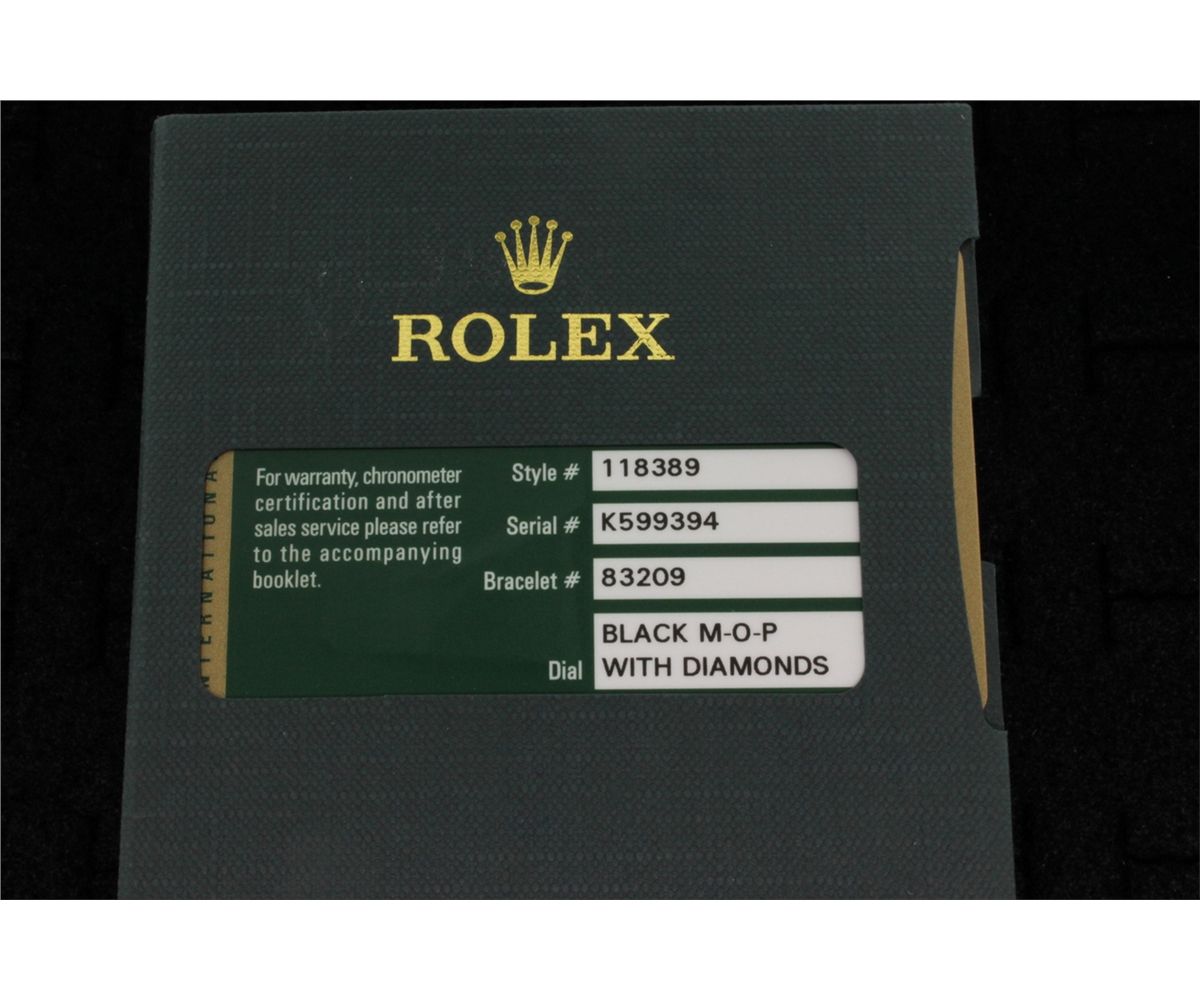 ROLEX
INTERNATIONAL
For warranty, chronometer
certification and after
sales service please refer
to the accompanying
booklet.
Style # 118389
Serial # K599394
Bracelet # 83209
Dial BLACK M-O-P
WITH DIAMONDS